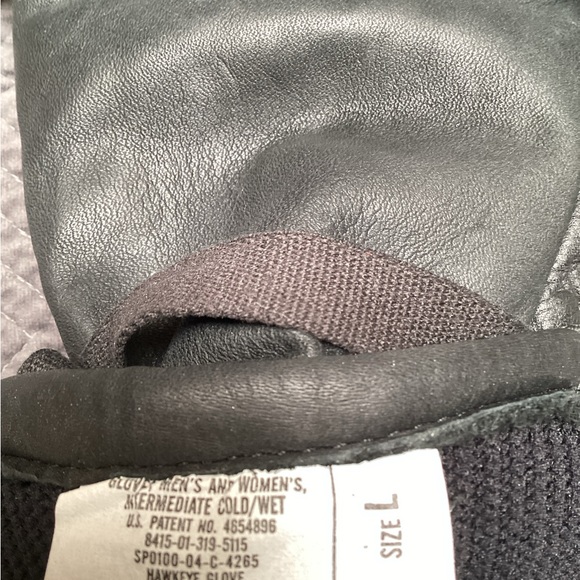 GLOVE, MEN'S AND WOMEN'S,
INTERMEDIATE COLD/WET
U.S. PATENT NO. 4654896
8415-01-319-5115
SP0100-04-C-4265
HAWKEYE GLOVE
SIZE L